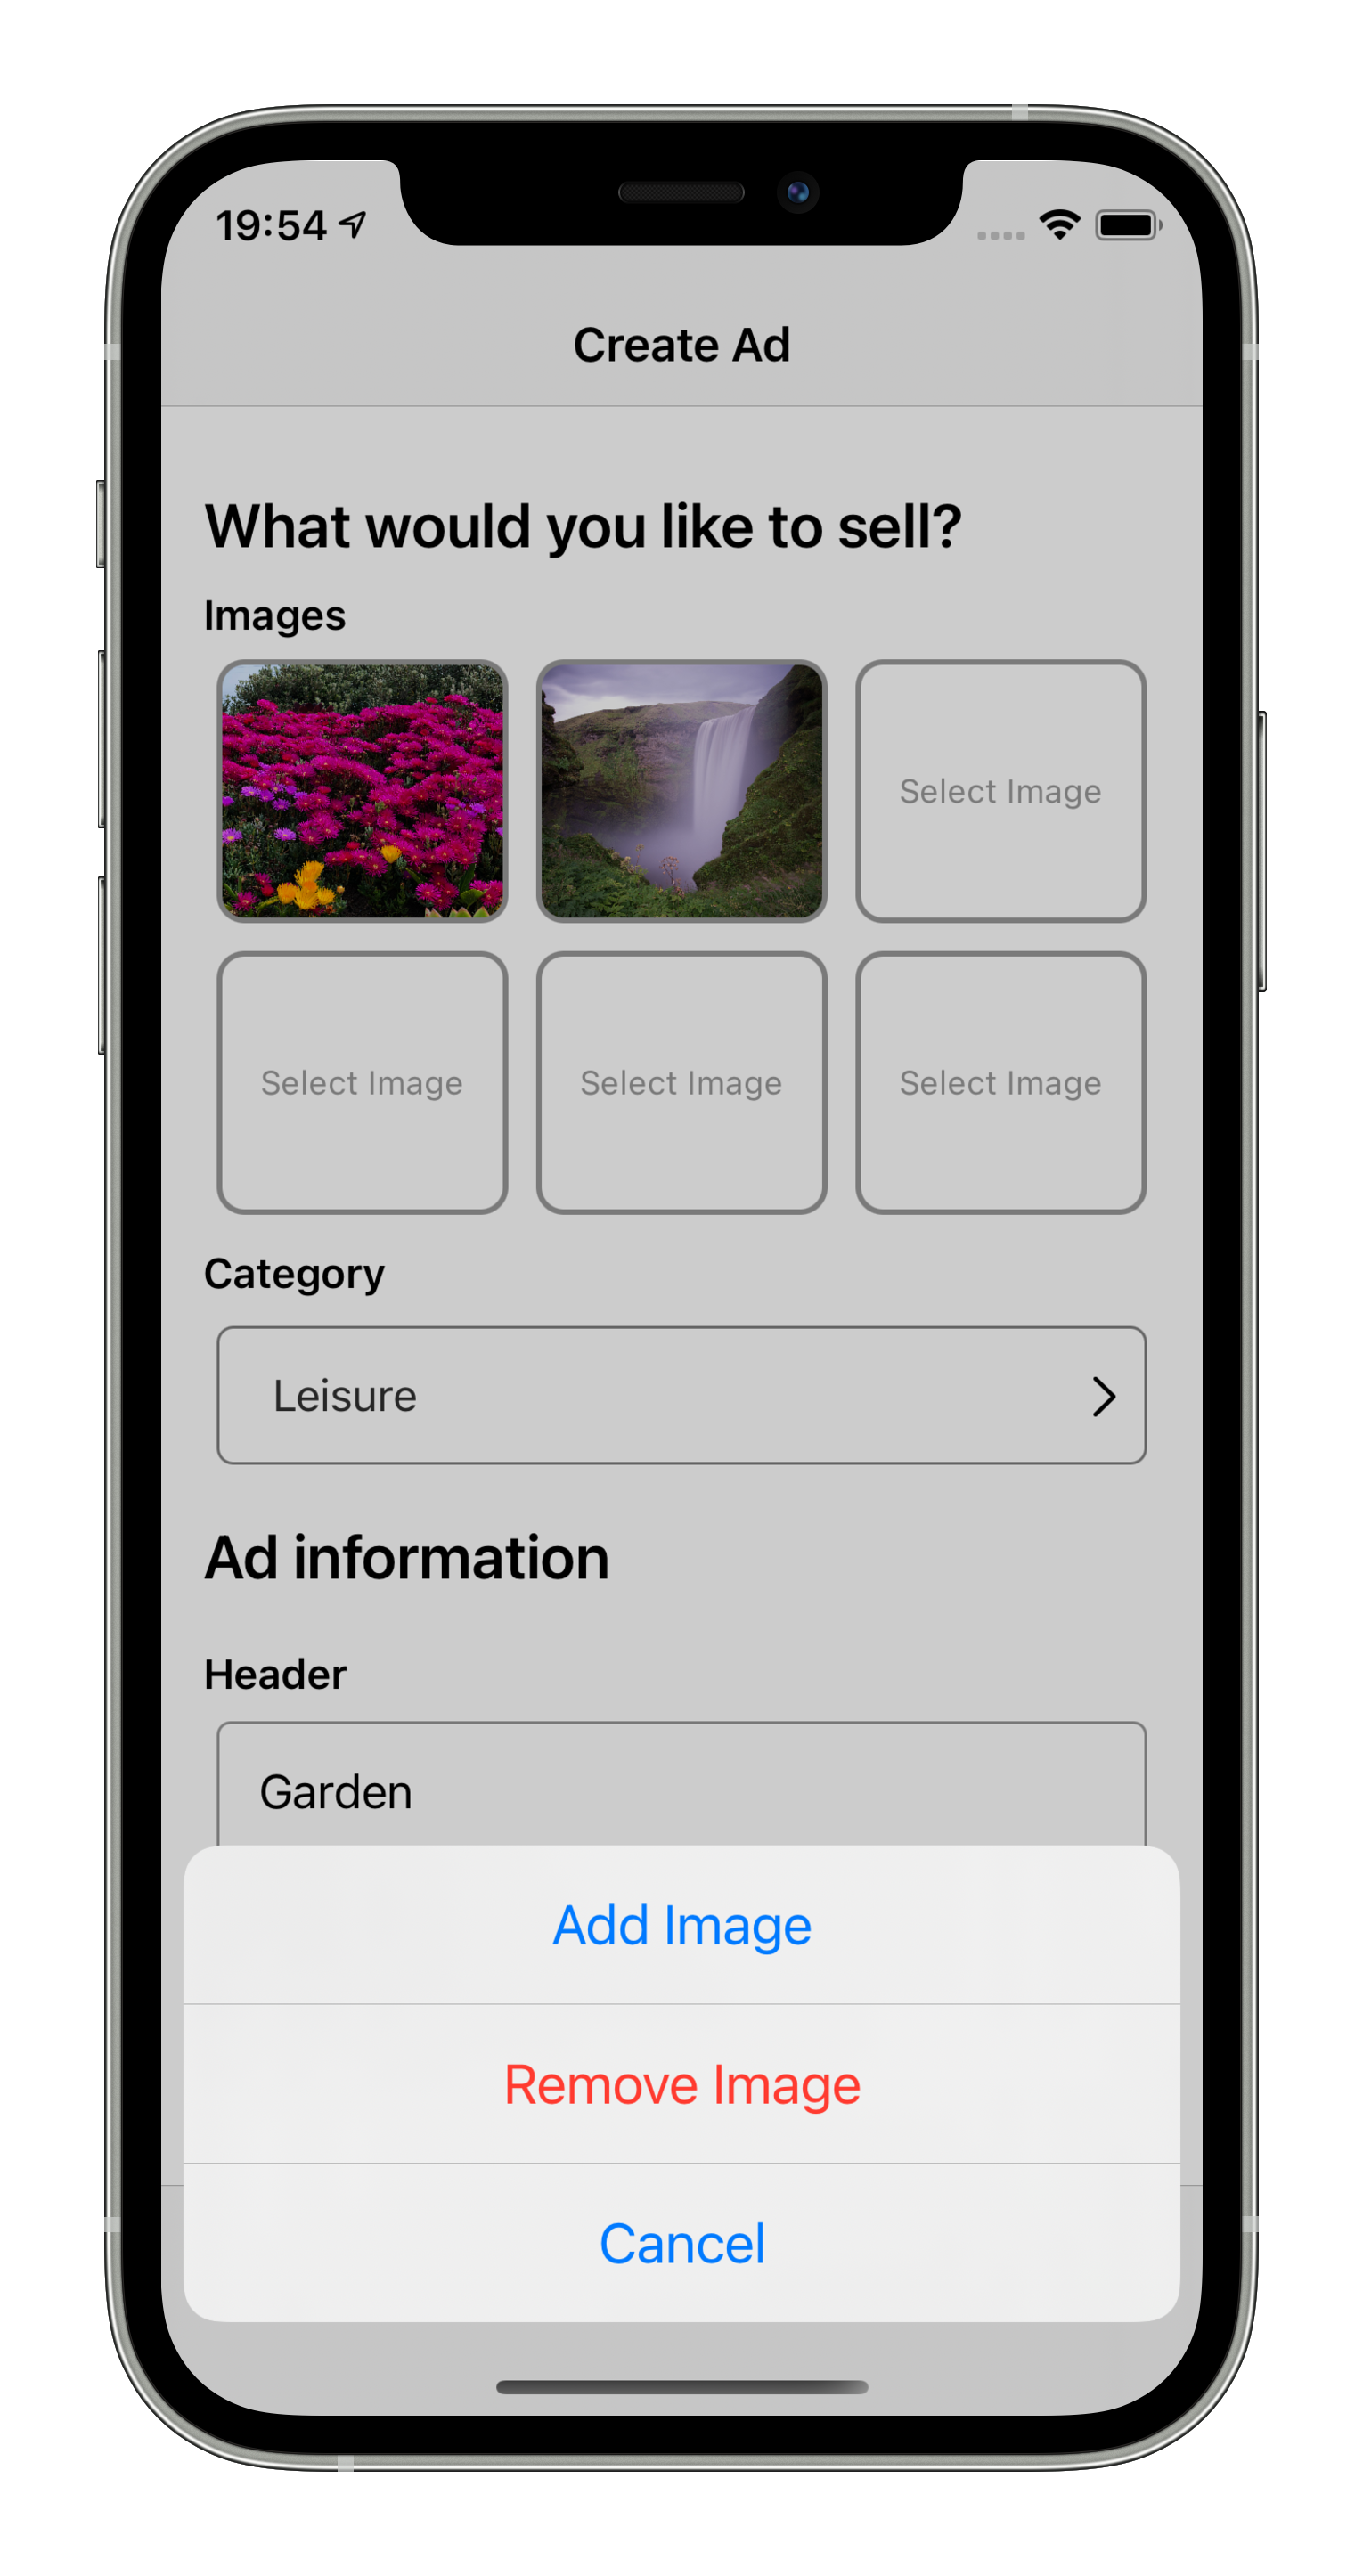 19:54
Create Ad
What would you like to sell?
Images
Select Image
Select Image Select Image Select Image
Category
Leisure
Ad information
Header
Garden
Add Image
Remove Image
Cancel